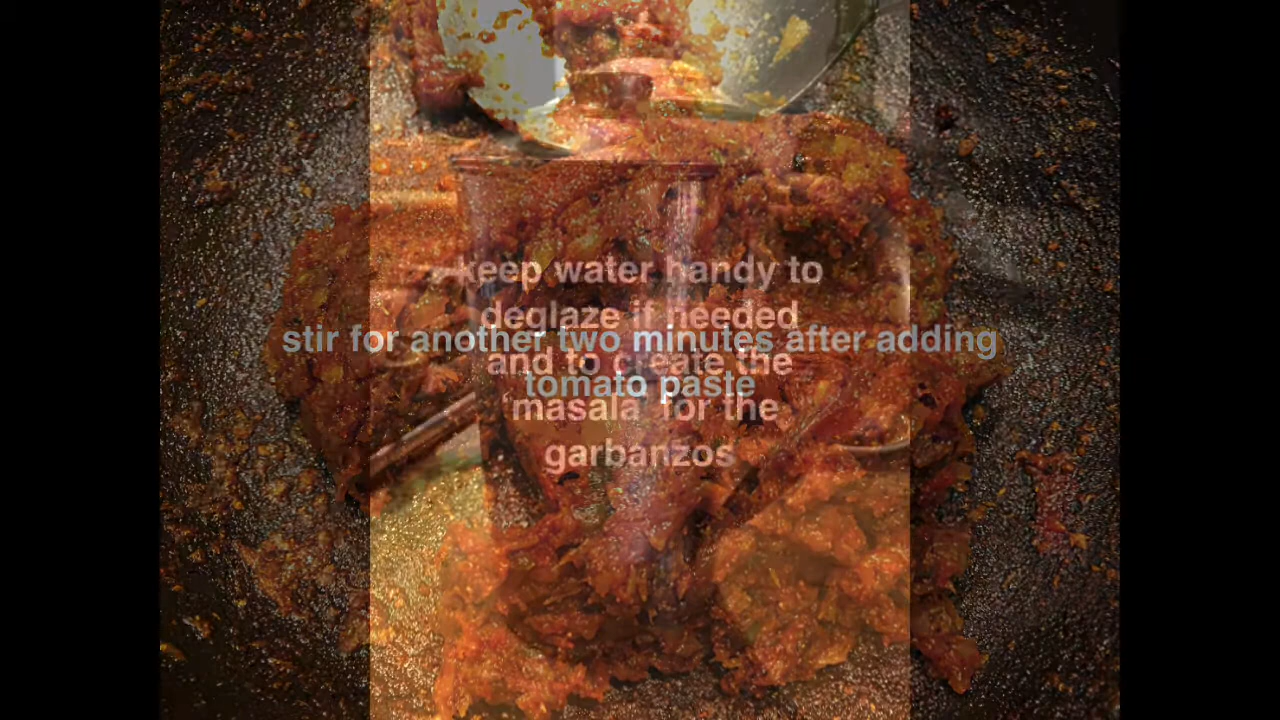 keep water handy to
deglaze if needed
and to create the
masala for the
garbanzos
stir for another two minutes after adding
tomato paste